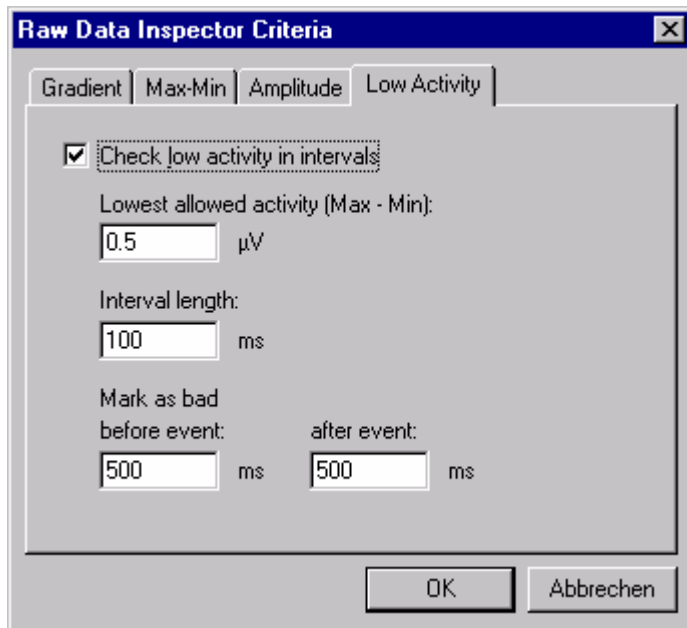 Raw Data Inspector Criteria
Gradient Max-Min Amplitude Low Activity
Check low activity in intervals
Lowest allowed activity (Max - Min):
0.5 µV
Interval length:
100 ms
Mark as bad
before event: after event:
500 ms 500 ms
OK Abbrechen